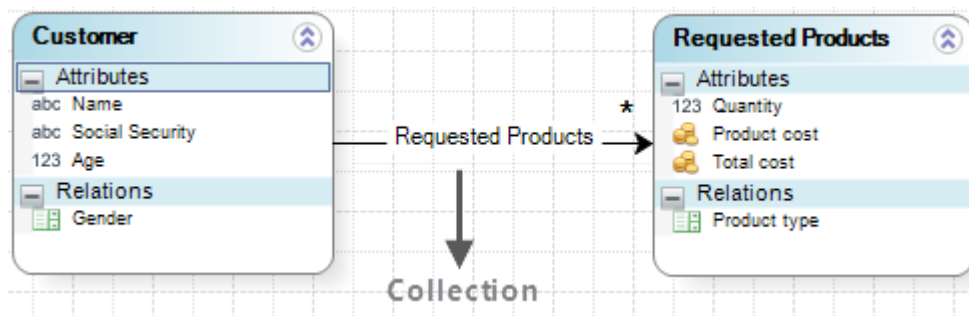 Customer
Attributes
abc Name
abc Social Security
123 Age
Relations
Gender
Requested Products
*
Collection
Requested Products
Attributes
123 Quantity
Product cost
Total cost
Relations
Product type